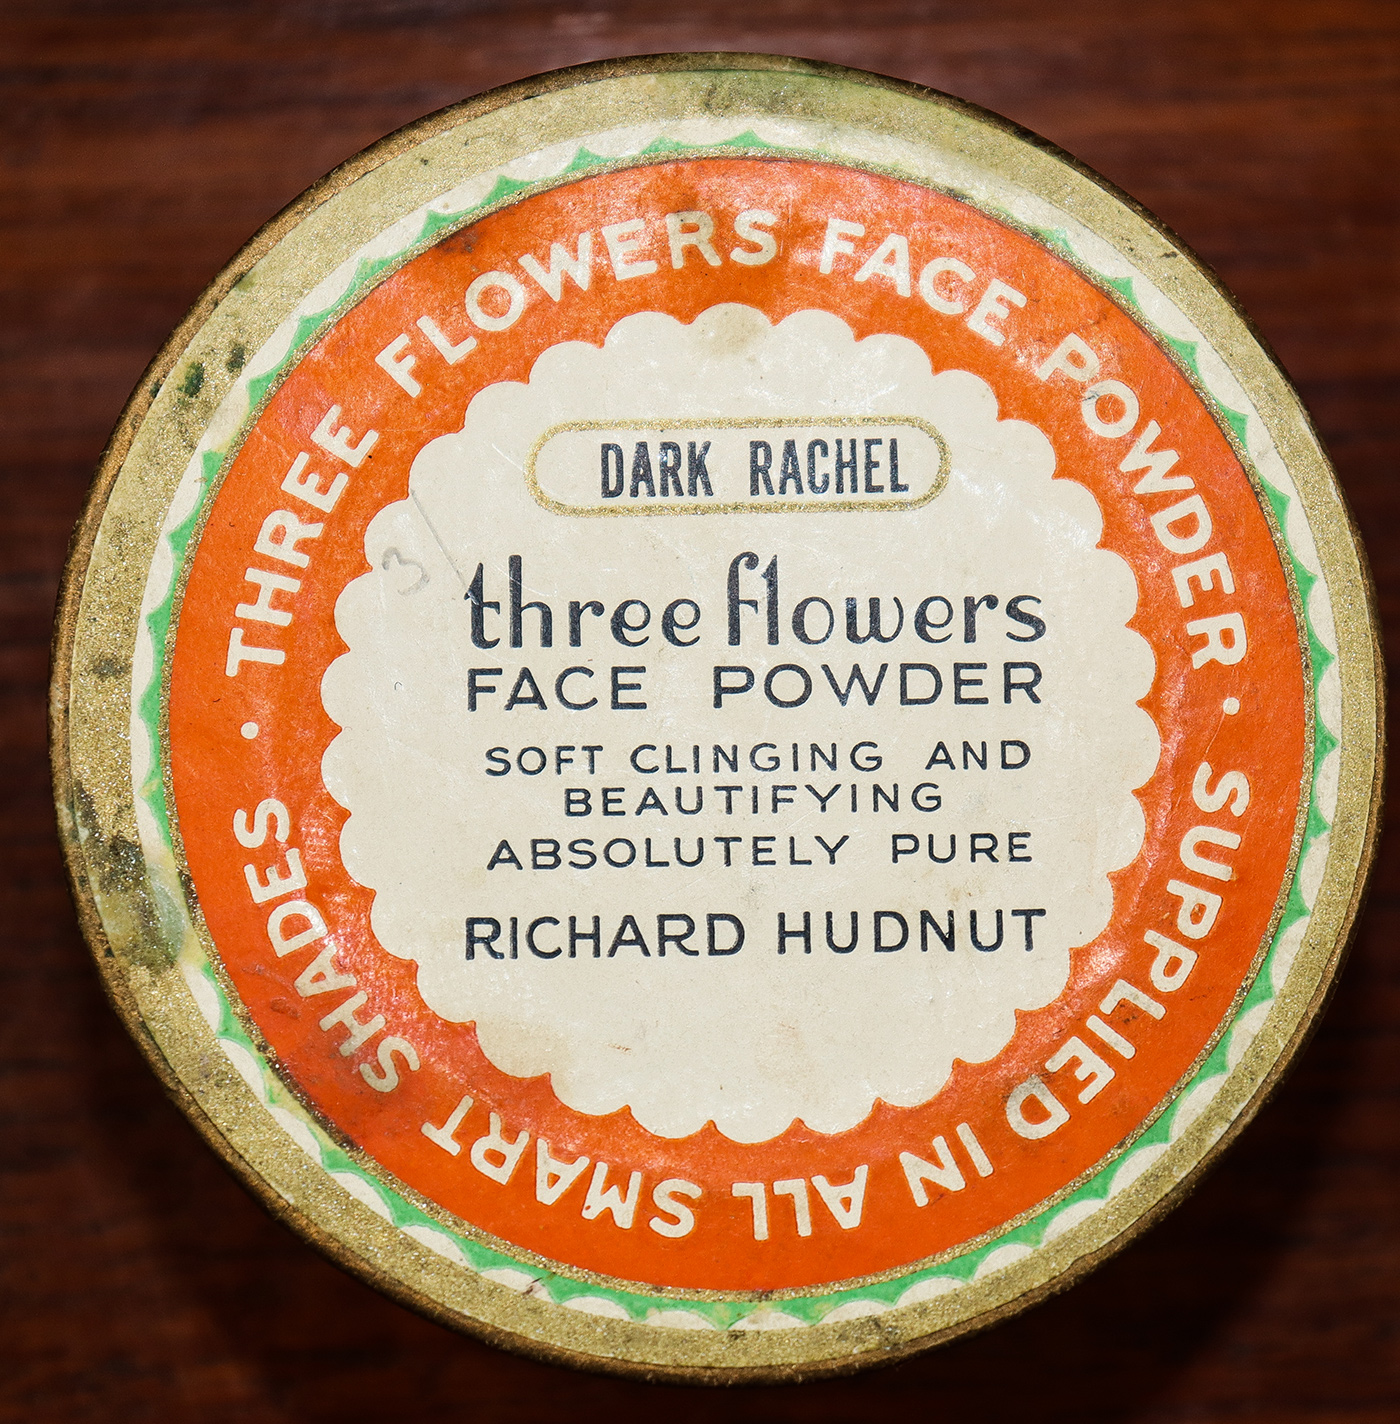 THREE FLOWERS FACE POWDER · SUPPLIED IN ALL SMART SHADES ·
DARK RACHEL
3
three flowers
FACE POWDER
SOFT CLINGING AND
BEAUTIFYING
ABSOLUTELY PURE
RICHARD HUDNUT